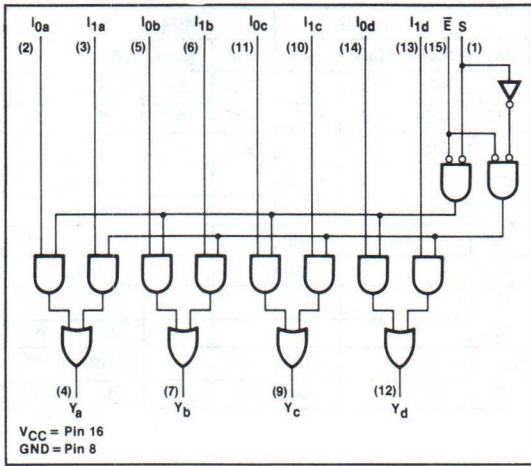 I0a I1a I0b I1b I0c I1c I0d I1d E̅ S
(2) (3) (5) (6) (11) (10) (14) (13) (15) (1)
(4) (7) (9) (12)
Ya Yb Yc Yd
VCC = Pin 16
GND = Pin 8